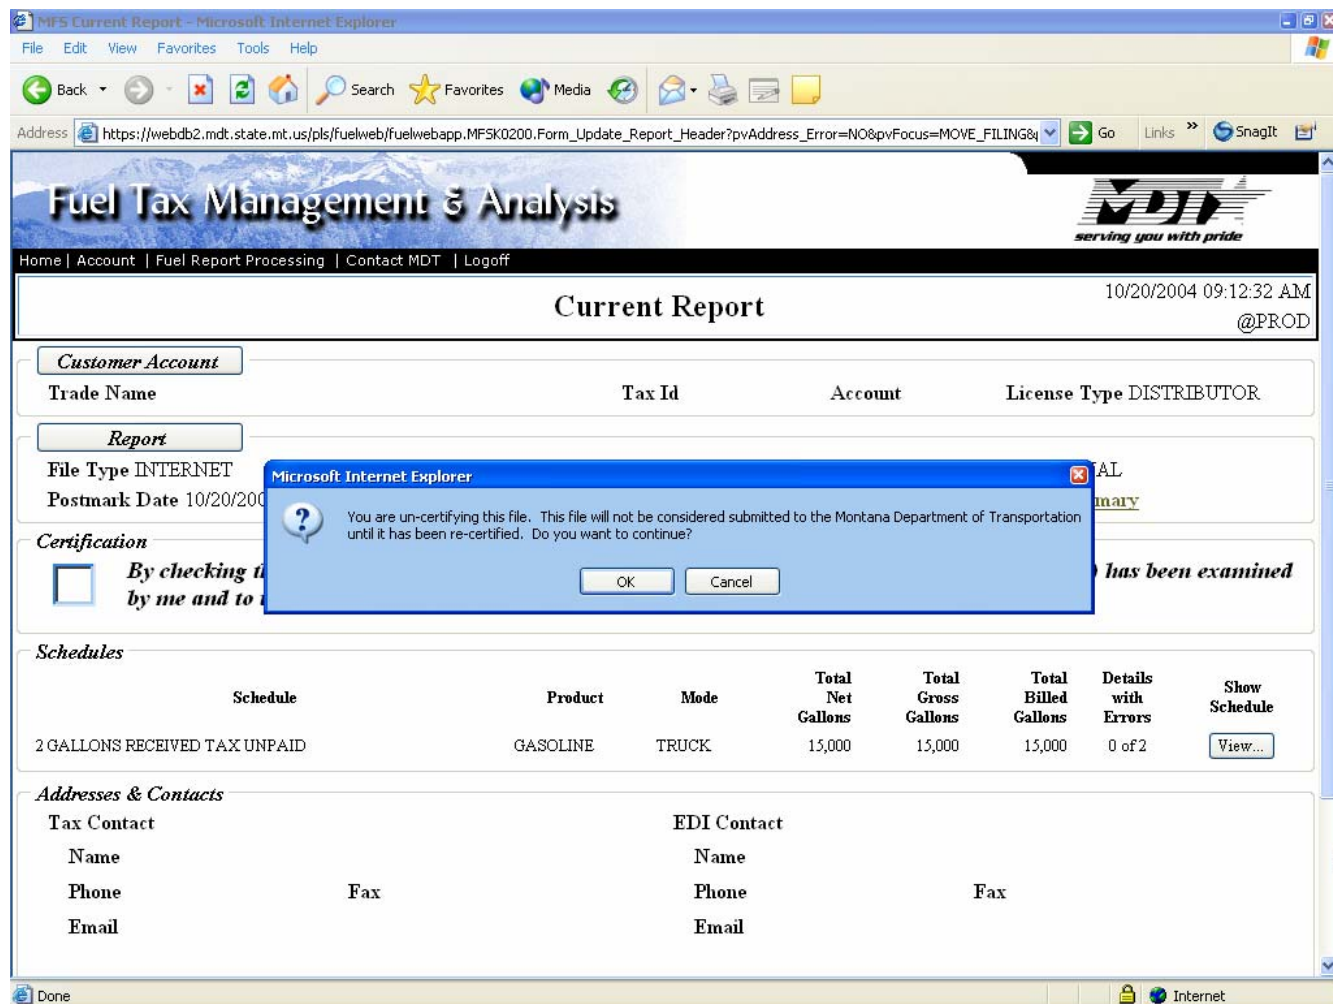 MFS Current Report - Microsoft Internet Explorer
File Edit View Favorites Tools Help
Back Search Favorites Media
Address https://webdb2.mdt.state.mt.us/pls/fuelweb/fuelwebapp.MFSK0200.Form_Update_Report_Header?pvAddress_Error=NO&pvFocus=MOVE_FILING& Go Links » SnagIt
Fuel Tax Management & Analysis
MDT
serving you with pride
Home | Account | Fuel Report Processing | Contact MDT | Logoff
Current Report
10/20/2004 09:12:32 AM
@PROD
Customer Account
Trade Name Tax Id Account License Type DISTRIBUTOR
Report
File Type INTERNET
Postmark Date 10/20/200
Microsoft Internet Explorer
You are un-certifying this file. This file will not be considered submitted to the Montana Department of Transportation
until it has been re-certified. Do you want to continue?
OK Cancel
Certification
By checking has been examined
by me and to
Schedules
Schedule Product Mode Total Net Gallons Total Gross Gallons Total Billed Gallons Details with Errors Show Schedule
2 GALLONS RECEIVED TAX UNPAID GASOLINE TRUCK 15,000 15,000 15,000 0 of 2 View...
Addresses & Contacts
Tax Contact EDI Contact
Name Name
Phone Fax Phone Fax
Email Email
Done Internet